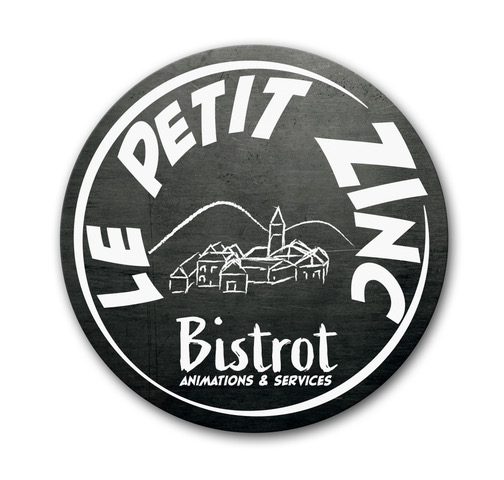 LE PETIT ZINC
Bistrot
ANIMATIONS & SERVICES